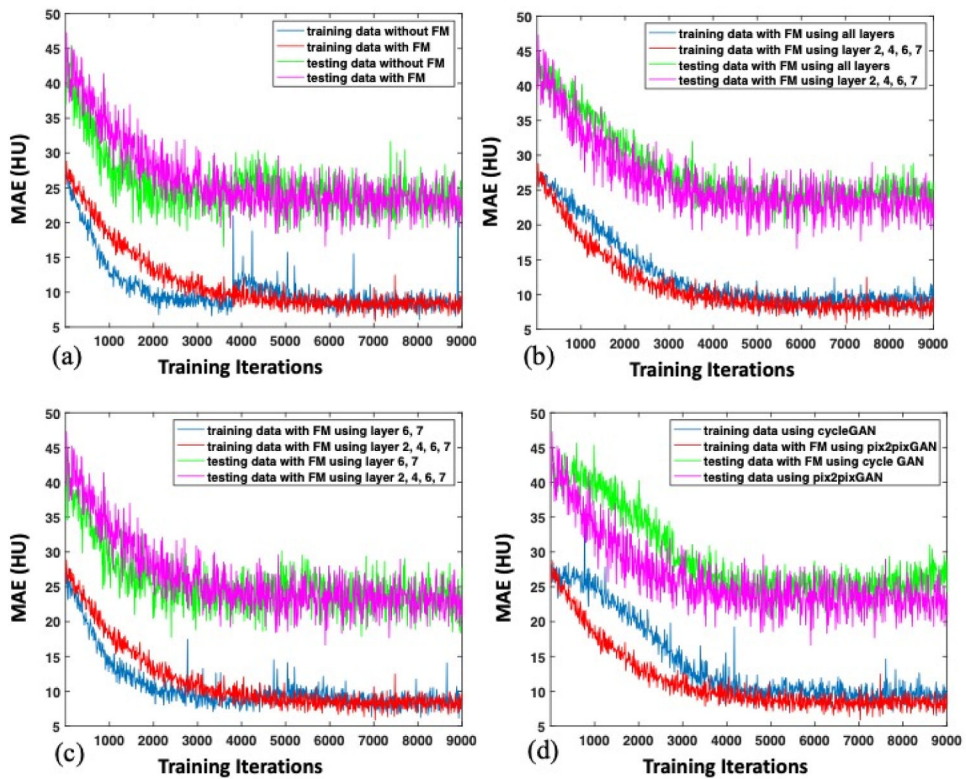 50
45
40
35
30
25
20
15
10
5
MAE (HU)
training data without FM
training data with FM
testing data without FM
testing data with FM
1000 2000 3000 4000 5000 6000 7000 8000 9000
(a)
Training Iterations
50
45
40
35
30
25
20
15
10
5
MAE (HU)
training data with FM using all layers
training data with FM using layer 2, 4, 6, 7
testing data with FM using all layers
testing data with FM using layer 2, 4, 6, 7
1000 2000 3000 4000 5000 6000 7000 8000 9000
(b)
Training Iterations
50
45
40
35
30
25
20
15
10
5
MAE (HU)
training data with FM using layer 6, 7
training data with FM using layer 2, 4, 6, 7
testing data with FM using layer 6, 7
testing data with FM using layer 2, 4, 6, 7
1000 2000 3000 4000 5000 6000 7000 8000 9000
(c)
Training Iterations
50
45
40
35
30
25
20
15
10
5
MAE (HU)
training data using cycleGAN
training data with FM using pix2pixGAN
testing data with FM using cycle GAN
testing data using pix2pixGAN
1000 2000 3000 4000 5000 6000 7000 8000 9000
(d)
Training Iterations